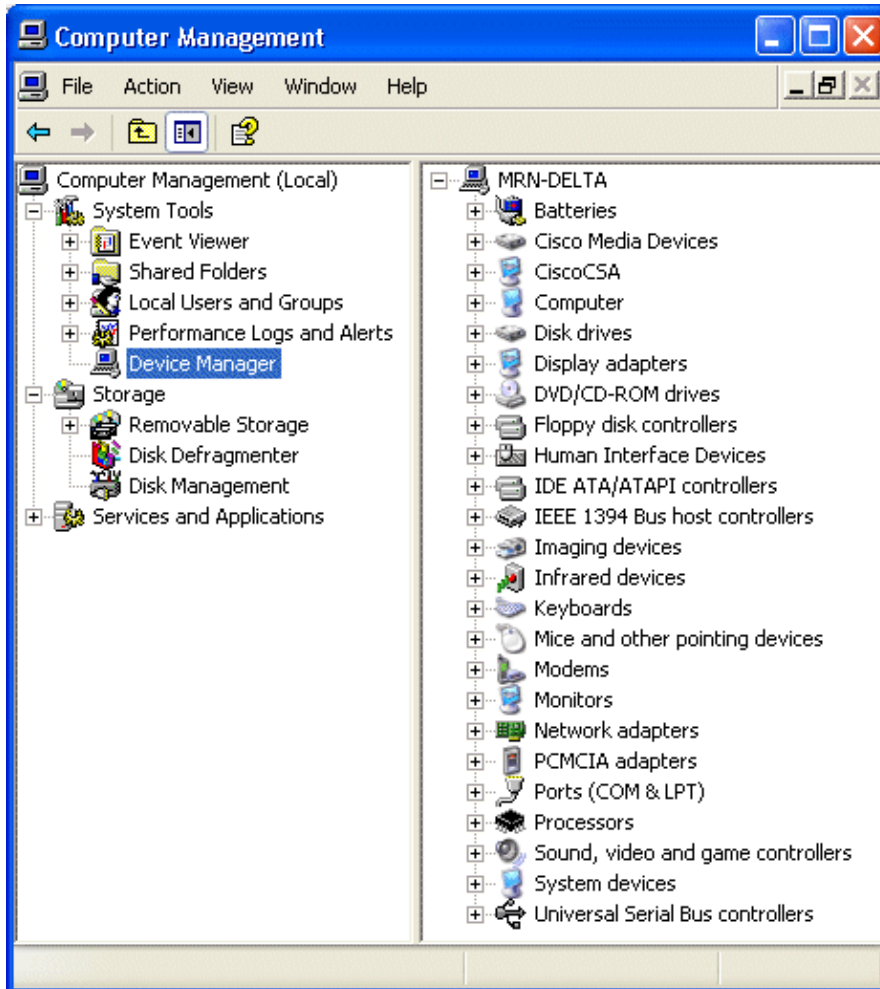 Computer Management
File Action View Window Help
Computer Management (Local)
System Tools
Event Viewer
Shared Folders
Local Users and Groups
Performance Logs and Alerts
Device Manager
Storage
Removable Storage
Disk Defragmenter
Disk Management
Services and Applications
MRN-DELTA
Batteries
Cisco Media Devices
CiscoCSA
Computer
Disk drives
Display adapters
DVD/CD-ROM drives
Floppy disk controllers
Human Interface Devices
IDE ATA/ATAPI controllers
IEEE 1394 Bus host controllers
Imaging devices
Infrared devices
Keyboards
Mice and other pointing devices
Modems
Monitors
Network adapters
PCMCIA adapters
Ports (COM & LPT)
Processors
Sound, video and game controllers
System devices
Universal Serial Bus controllers